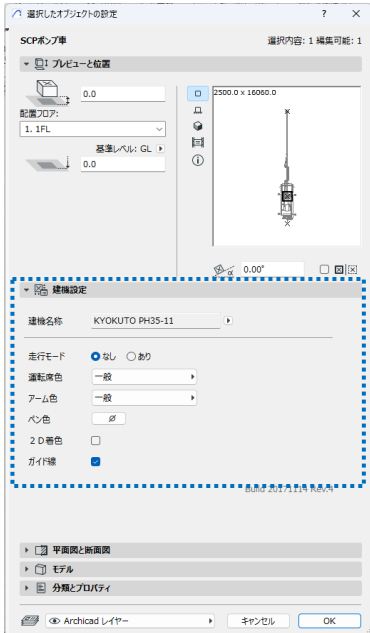 選択したオブジェクトの設定
? ×
SCPポンプ車
選択内容: 1 編集可能: 1
プレビューと位置
0.0
配置フロア:
1. 1FL
基準レベル: GL
0.0
2500.0 x 16060.0
α 0.00°
建機設定
建機名称 KYOKUTO PH35-11
走行モード なし あり
運転席色 一般
アーム色 一般
ペン色
2D着色
ガイド線
Build 20171114 Rev.4
平面図と断面図
モデル
分類とプロパティ
Archicad レイヤー
キャンセル OK